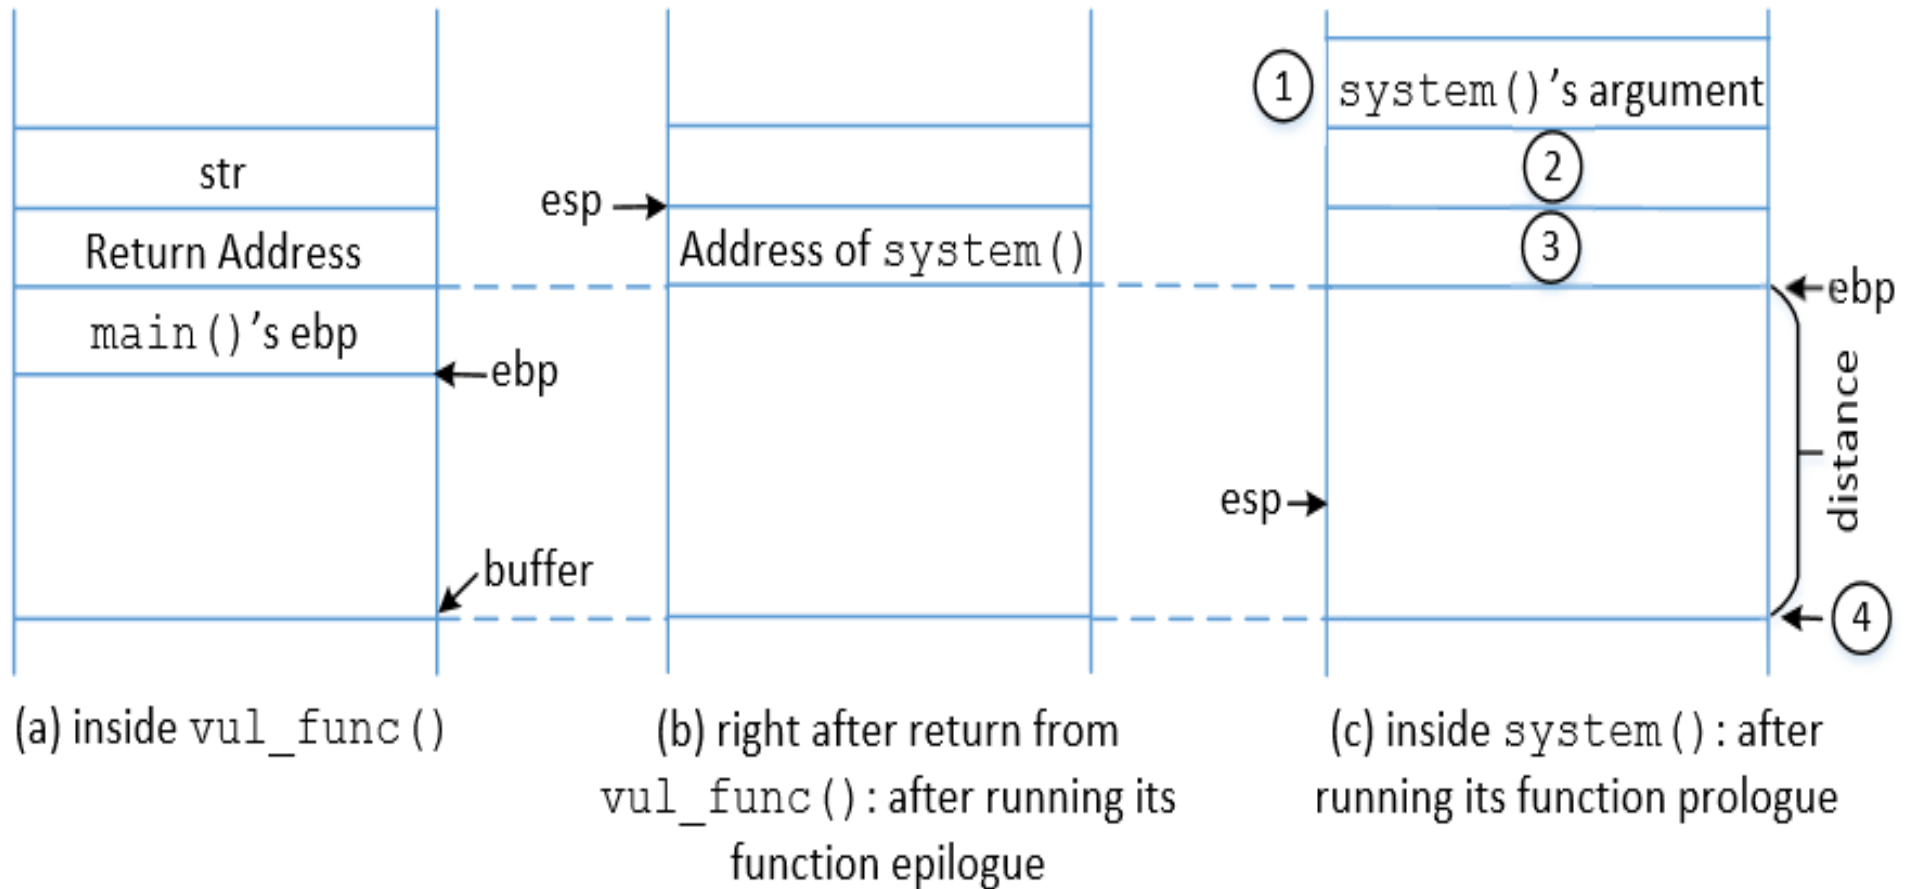 str
Return Address
main()'s ebp
ebp
buffer
(a) inside vul_func()
esp
Address of system()
(b) right after return from
vul_func(): after running its
function epilogue
1
system()'s argument
2
3
ebp
distance
esp
4
(c) inside system(): after
running its function prologue